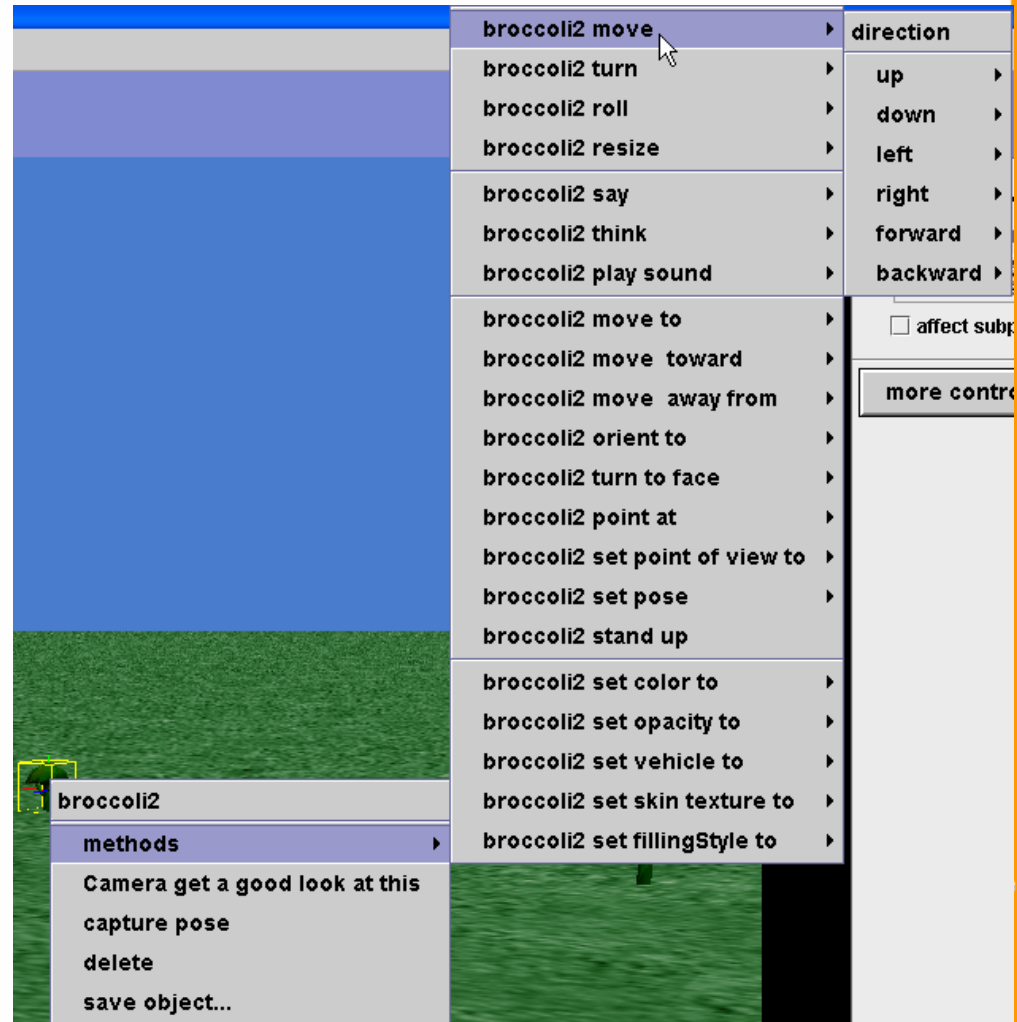 broccoli2 move
broccoli2 turn
broccoli2 roll
broccoli2 resize
broccoli2 say
broccoli2 think
broccoli2 play sound
broccoli2 move to
broccoli2 move  toward
broccoli2 move  away from
broccoli2 orient to
broccoli2 turn to face
broccoli2 point at
broccoli2 set point of view to
broccoli2 set pose
broccoli2 stand up
broccoli2 set color to
broccoli2 set opacity to
broccoli2 set vehicle to
broccoli2 set skin texture to
broccoli2 set fillingStyle to
direction
up
down
left
right
forward
backward
affect
more
broccoli2
methods
Camera get a good look at this
capture pose
delete
save object...